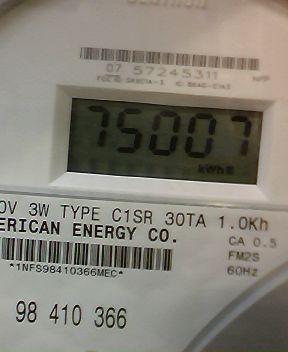 07 57245311
75007
kWh
0V 3W TYPE C1SR 30TA 1.0Kh
ERICAN ENERGY CO.
CA 0.5
FM2S
*1NFS98410366MEC*
60Hz
98 410 366